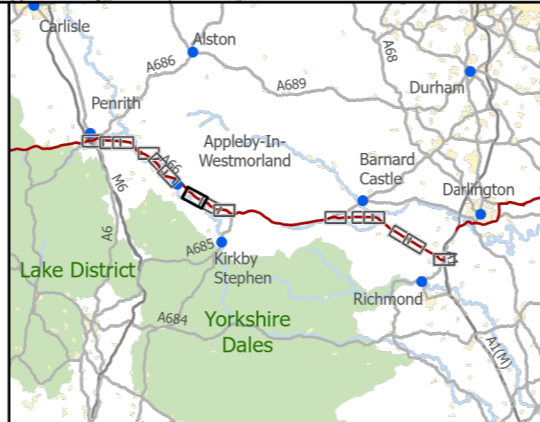 Carlisle
Alston
A686
A68
A689
Durham
Penrith
Appleby-In-
Westmorland
A66
Barnard
Castle
Darlington
M6
A6
A685
Lake District
Kirkby
Stephen
Richmond
A684
Yorkshire
Dales
A1(M)